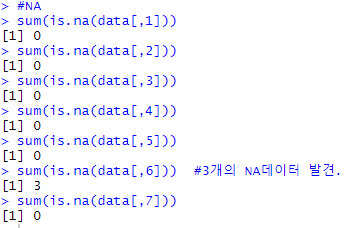 > #NA
> sum(is.na(data[,1]))
[1] 0
> sum(is.na(data[,2]))
[1] 0
> sum(is.na(data[,3]))
[1] 0
> sum(is.na(data[,4]))
[1] 0
> sum(is.na(data[,5]))
[1] 0
> sum(is.na(data[,6]))  #3개의 NA데이터 발견.
[1] 3
> sum(is.na(data[,7]))
[1] 0